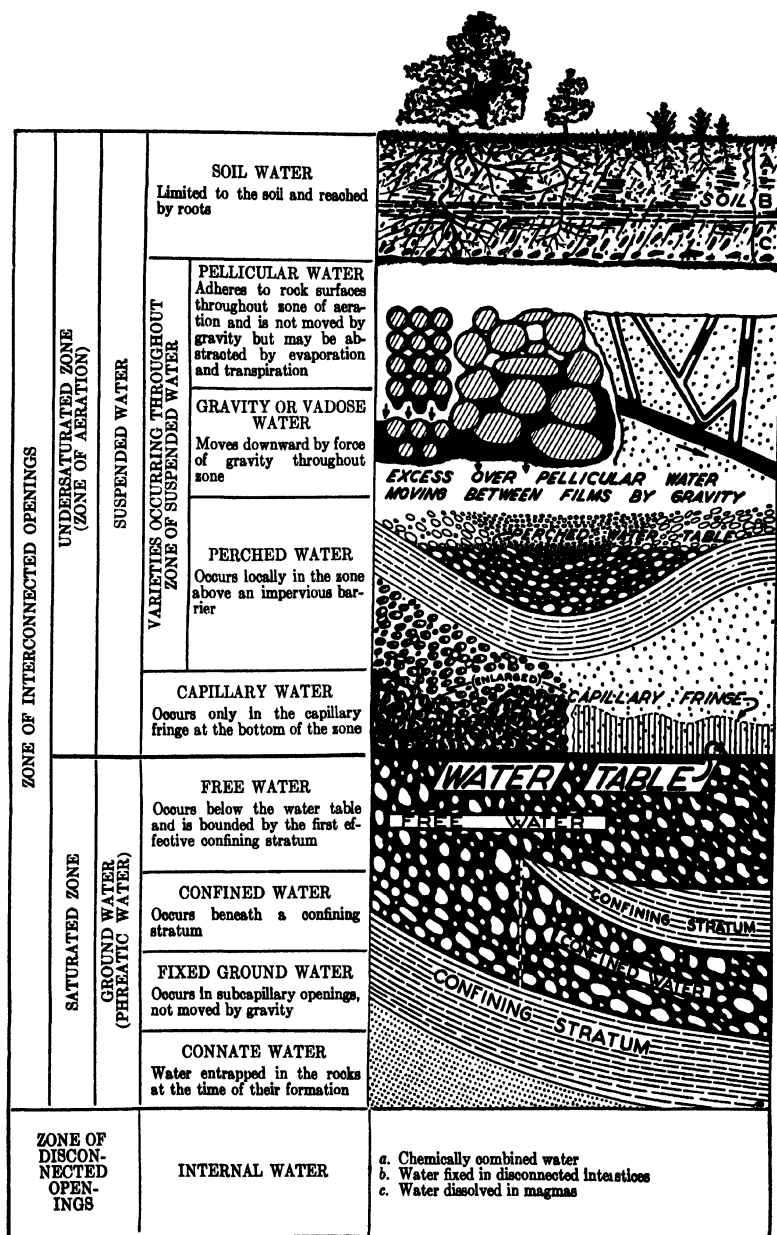 ZONE OF INTERCONNECTED OPENINGS
UNDERSATURATED ZONE
(ZONE OF AERATION)
SUSPENDED WATER
SOIL WATER
Limited to the soil and reached
by roots
A
SOIL B
C
VARIETIES OCCURRING THROUGHOUT
ZONE OF SUSPENDED WATER
PELLICULAR WATER
Adheres to rock surfaces
throughout zone of aera-
tion and is not moved by
gravity but may be ab-
stracted by evaporation
and transpiration
GRAVITY OR VADOSE
WATER
Moves downward by force
of gravity throughout
zone
EXCESS OVER PELLICULAR WATER
MOVING BETWEEN FILMS BY GRAVITY
PERCHED WATER
Occurs locally in the zone
above an impervious bar-
rier
PERCHED WATER TABLE
CAPILLARY WATER
Occurs only in the capillary
fringe at the bottom of the zone
(ENLARGED)
CAPILLARY FRINGE
SATURATED ZONE
GROUND WATER
(PHREATIC WATER)
WATER TABLE
FREE WATER
Occurs below the water table
and is bounded by the first ef-
fective confining stratum
FREE WATER
CONFINED WATER
Occurs beneath a confining
stratum
CONFINING STRATUM
CONFINED WATER
FIXED GROUND WATER
Occurs in subcapillary openings,
not moved by gravity
CONFINING STRATUM
CONNATE WATER
Water entrapped in the rocks
at the time of their formation
ZONE OF
DISCON-
NECTED
OPEN-
INGS
INTERNAL WATER
a. Chemically combined water
b. Water fixed in disconnected interstices
c. Water dissolved in magmas